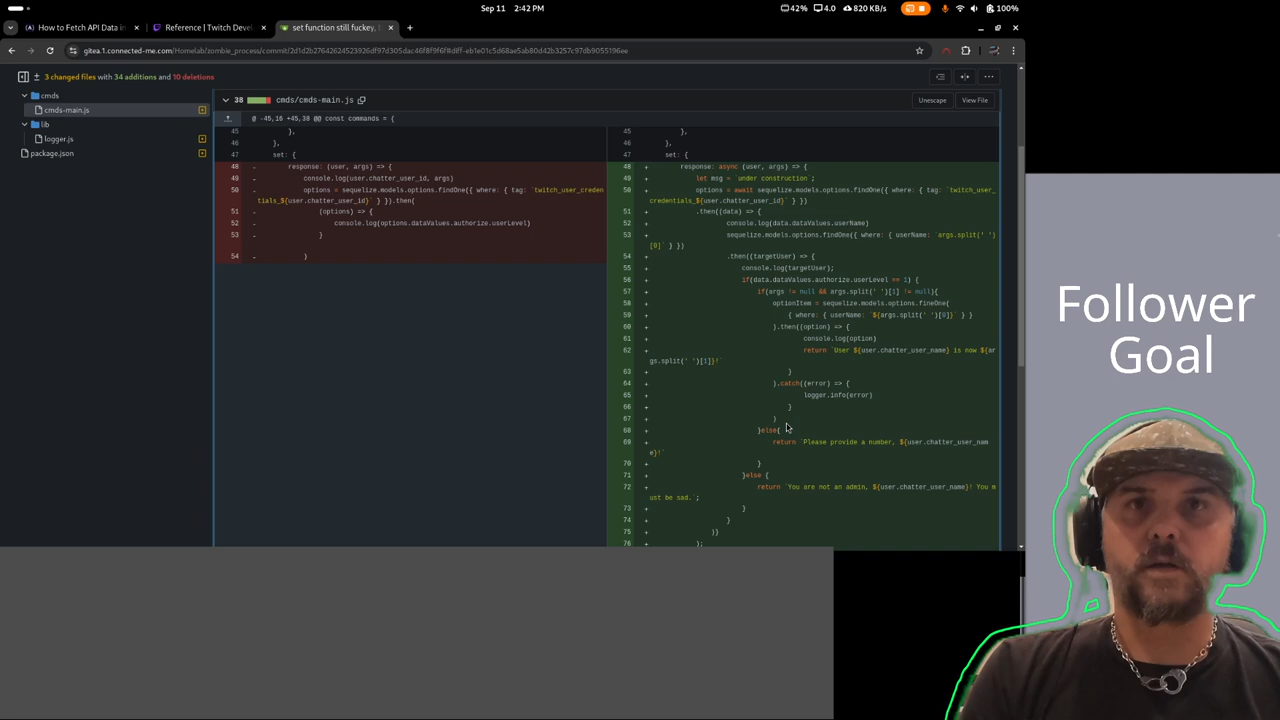 Sep 11 2:42 PM
42% 4.0 820 KB/s 100%
How to Fetch API Data in
Reference | Twitch Devel
set function still fuckey,
gitea.1.connected-me.com/Homelab/zombie_process/commit/2d1d2b27642624523926df97d305dac46f8f9f6f#diff-eb1e01c5d68ae5ab80d42b3257c97db9055196ee
3 changed files with 34 additions and 10 deletions
cmds
cmds-main.js
lib
logger.js
package.json
38 cmds/cmds-main.js
Unescape View File
@ -45,16 +45,38 @@ const commands = {
45 },
46 },
47 set: {
48 - response: (user, args) => {
49 - console.log(user.chatter_user_id, args)
50 - options = sequelize.models.options.findOne({ where: { tag: `twitch_user_creden
tials_${user.chatter_user_id}` } }).then(
51 - (options) => {
52 - console.log(options.dataValues.authorize.userLevel)
53 - }
54 - )
45 },
46 },
47 set: {
48 + response: async (user, args) => {
49 + let msg = `under construction`;
50 + options = await sequelize.models.options.findOne({ where: { tag: `twitch_user_
credentials_${user.chatter_user_id}` } })
51 + .then((data) => {
52 + console.log(data.dataValues.userName)
53 + sequelize.models.options.findOne({ where: { userName: `args.split(' ')
[0]` } })
54 + .then((targetUser) => {
55 + console.log(targetUser);
56 + if(data.dataValues.authorize.userLevel == 1) {
57 + if(args != null && args.split(' ')[1] != null){
58 + optionItem = sequelize.models.options.fineOne(
59 + { where: { userName: `${args.split(' ')[0]}` } }
60 + ).then((option) => {
61 + console.log(option)
62 + return `User ${user.chatter_user_name} is now ${ar
gs.split(' ')[1]}!`
63 + }
64 + ).catch((error) => {
65 + logger.info(error)
66 + }
67 + )
68 + }else{
69 + return `Please provide a number, ${user.chatter_user_nam
e}!`
70 + }
71 + }else {
72 + return `You are not an admin, ${user.chatter_user_name}! You m
ust be sad.`;
73 + }
74 + }
75 + )}
76 + );
Follower
Goal